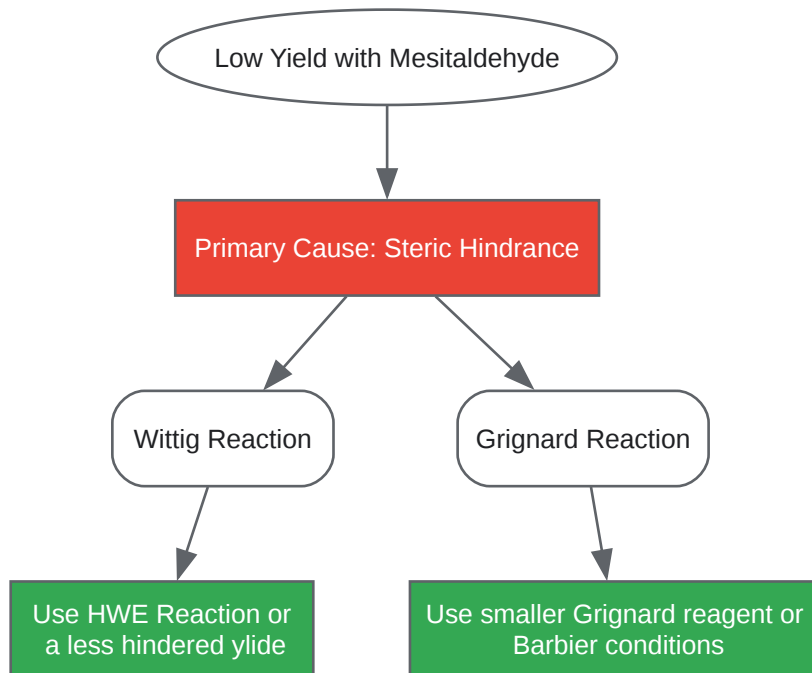 Low Yield with Mesitaldehyde
Primary Cause: Steric Hindrance
Wittig Reaction
Grignard Reaction
Use HWE Reaction or
a less hindered ylide
Use smaller Grignard reagent or
Barbier conditions